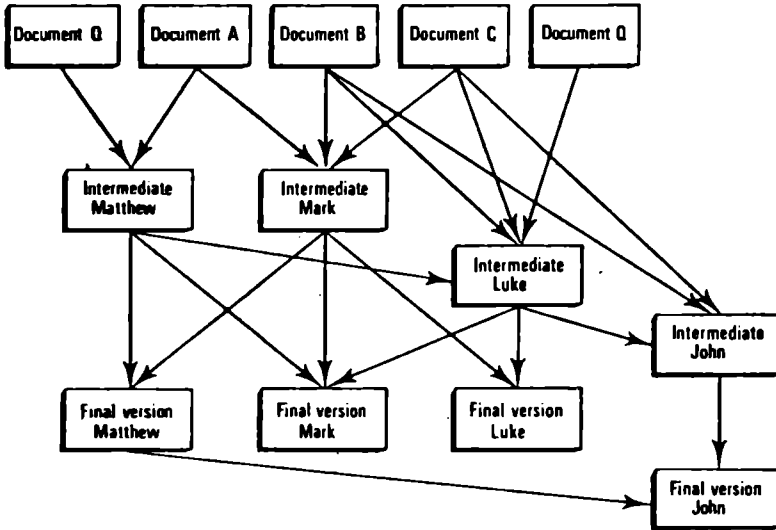 Document Q
Document A
Document B
Document C
Document Q
Intermediate
Matthew
Intermediate
Mark
Intermediate
Luke
Intermediate
John
Final version
Matthew
Final version
Mark
Final version
Luke
Final version
John